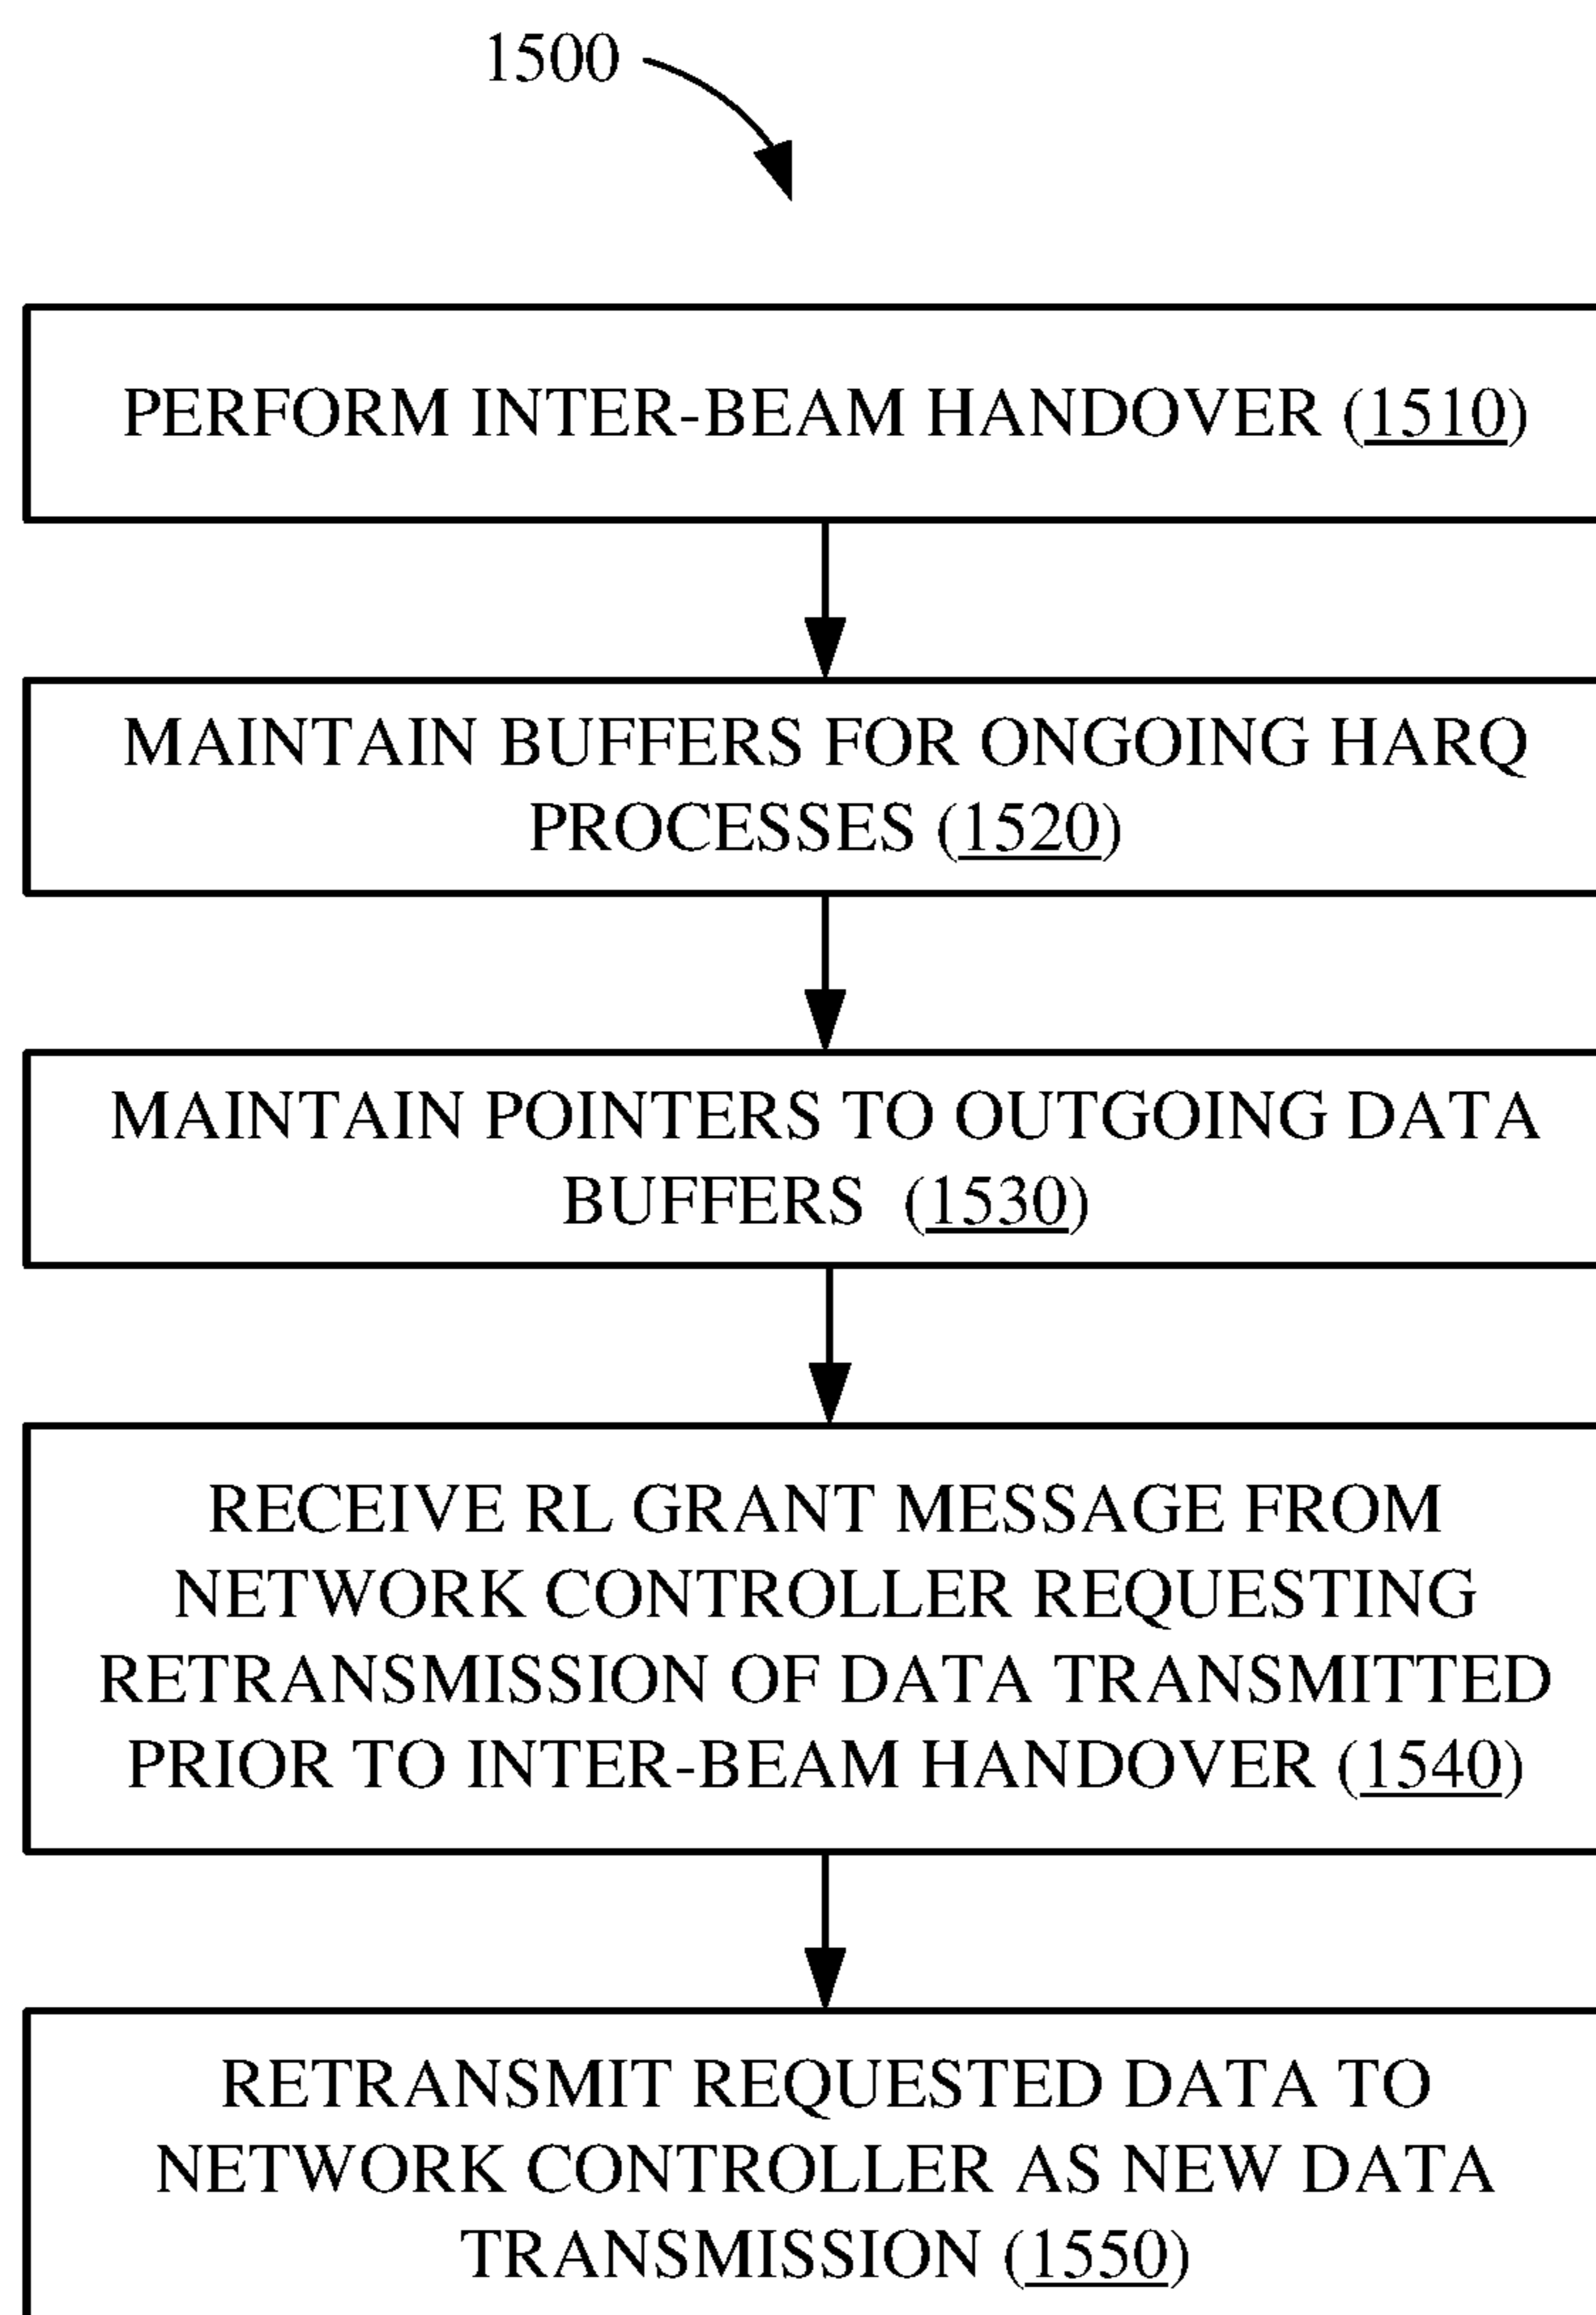 1500
PERFORM INTER-BEAM HANDOVER (1510)
MAINTAIN BUFFERS FOR ONGOING HARQ
PROCESSES (1520)
MAINTAIN POINTERS TO OUTGOING DATA
BUFFERS (1530)
RECEIVE RL GRANT MESSAGE FROM
NETWORK CONTROLLER REQUESTING
RETRANSMISSION OF DATA TRANSMITTED
PRIOR TO INTER-BEAM HANDOVER (1540)
RETRANSMIT REQUESTED DATA TO
NETWORK CONTROLLER AS NEW DATA
TRANSMISSION (1550)